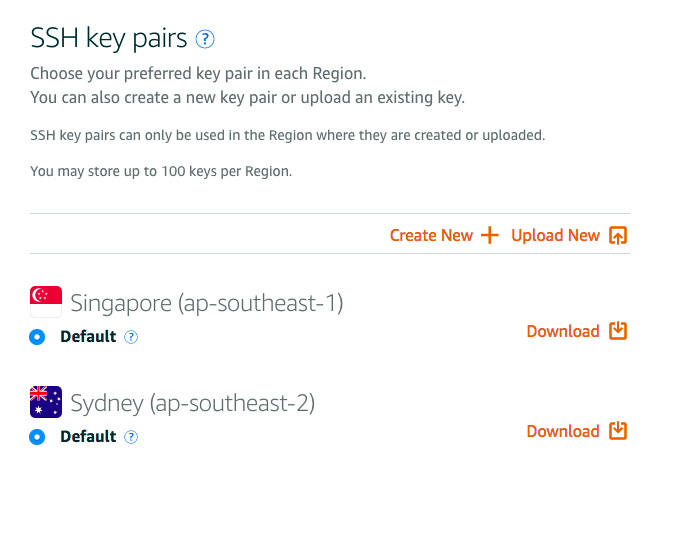 SSH key pairs ?
Choose your preferred key pair in each Region.
You can also create a new key pair or upload an existing key.
SSH key pairs can only be used in the Region where they are created or uploaded.
You may store up to 100 keys per Region.
Create New + Upload New
Singapore (ap-southeast-1)
Default ?
Download
Sydney (ap-southeast-2)
Default ?
Download